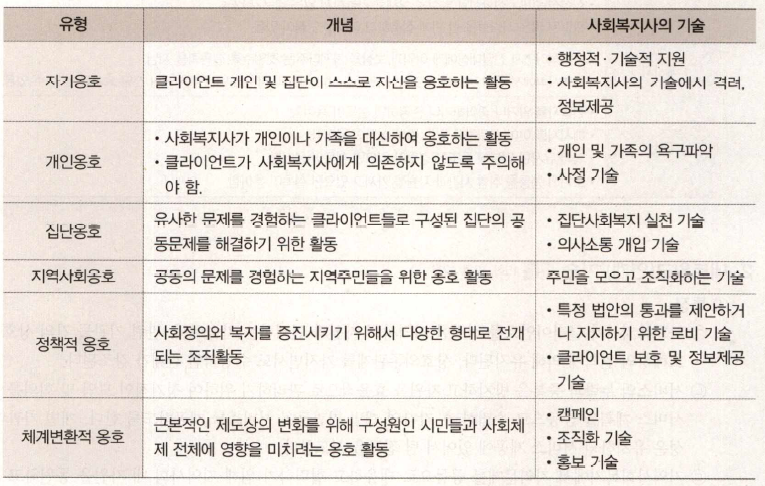 유형 개념 사회복지사의 기술
자기옹호 클라이언트 개인 및 집단이 스스로 자신을 옹호하는 활동
• 행정적·기술적 지원
• 사회복지사의 기술에서 격려,
정보제공
개인옹호
• 사회복지사가 개인이나 가족을 대신하여 옹호하는 활동
• 클라이언트가 사회복지사에게 의존하지 않도록 주의해
야 함.
• 개인 및 가족의 욕구파악
• 사정 기술
집단옹호
유사한 문제를 경험하는 클라이언트들로 구성된 집단의 공
동문제를 해결하기 위한 활동
• 집단사회복지 실천 기술
• 의사소통 개입 기술
지역사회옹호 공동의 문제를 경험하는 지역주민들을 위한 옹호 활동 주민을 모으고 조직화하는 기술
정책적 옹호
사회정의와 복지를 증진시키기 위해서 다양한 형태로 전개
되는 조직활동
• 특정 법안의 통과를 제안하거
나 지지하기 위한 로비 기술
• 클라이언트 보호 및 정보제공
기술
체계변환적 옹호
근본적인 제도상의 변화를 위해 구성원인 시민들과 사회체
제 전체에 영향을 미치려는 옹호 활동
• 캠페인
• 조직화 기술
• 홍보 기술